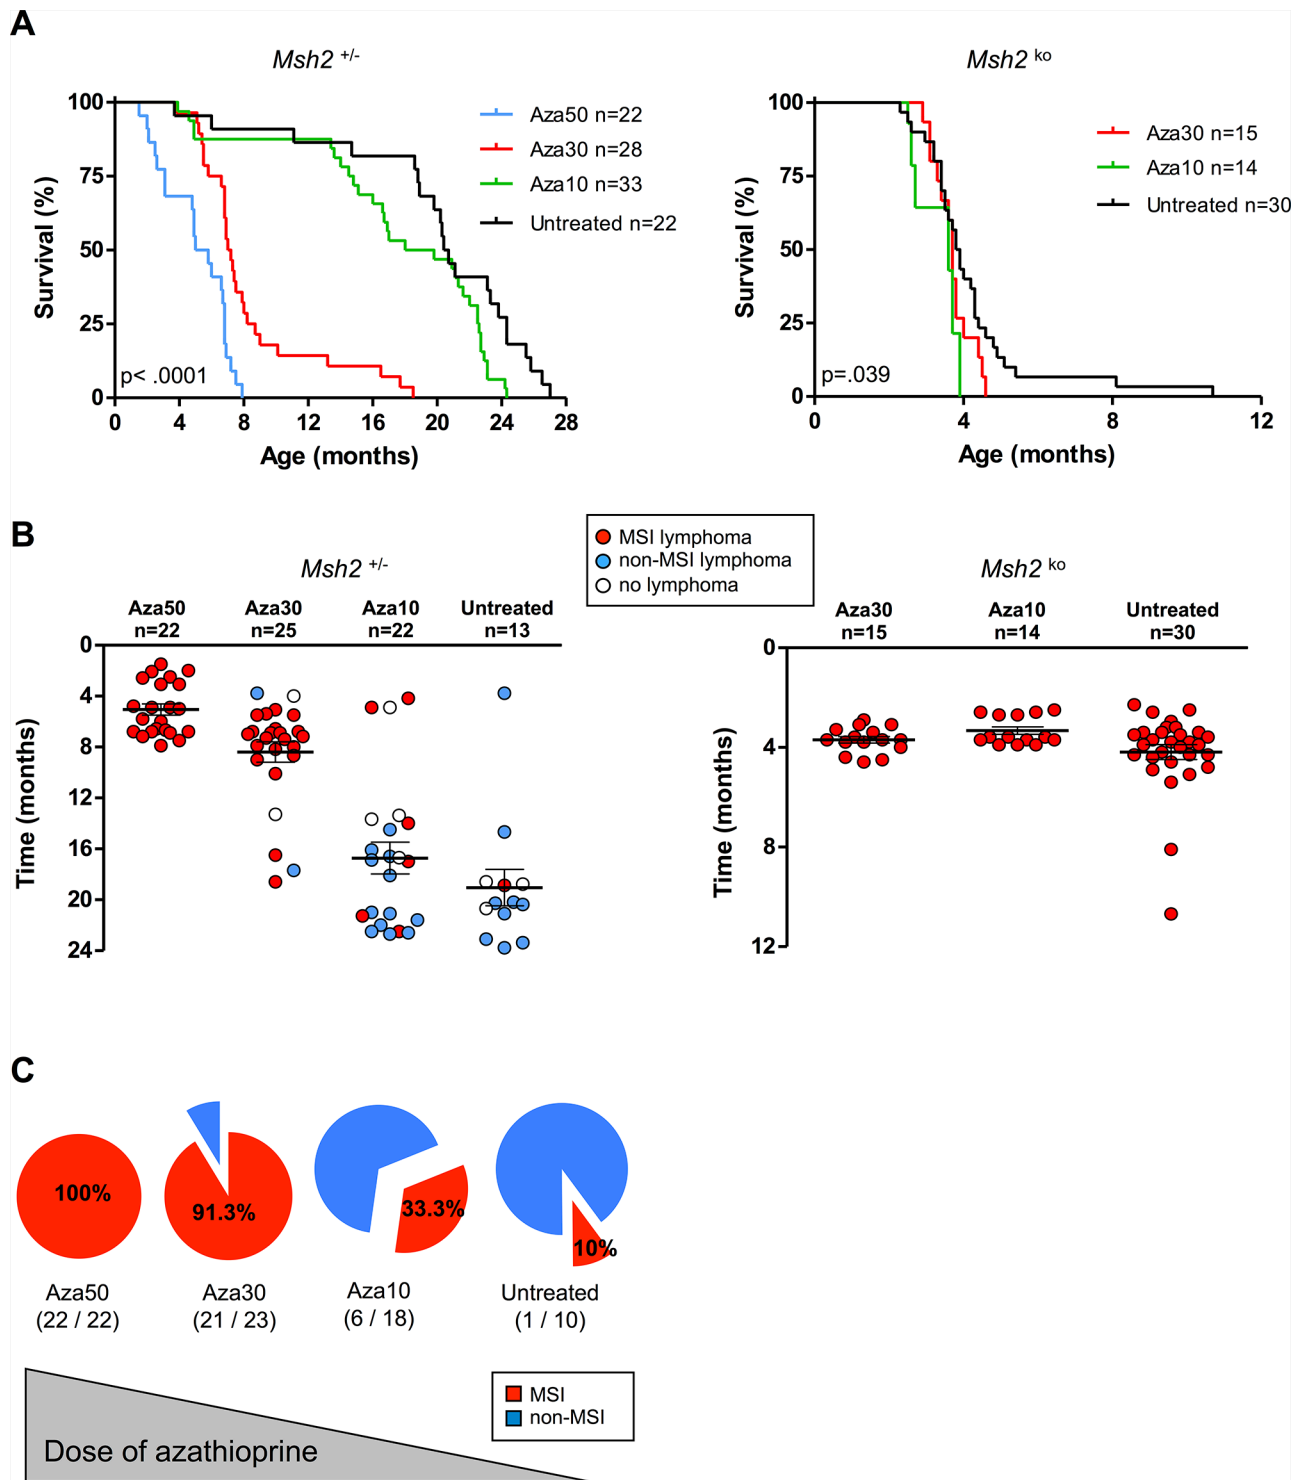 A
Msh2 +/-
Msh2 ko
100
75
50
25
0
Survival (%)
0 4 8 12 16 20 24 28
Age (months)
p< .0001
Aza50 n=22
Aza30 n=28
Aza10 n=33
Untreated n=22
100
75
50
25
0
Survival (%)
0 4 8 12
Age (months)
p=.039
Aza30 n=15
Aza10 n=14
Untreated n=30
B
MSI lymphoma
non-MSI lymphoma
no lymphoma
Msh2 +/-
Msh2 ko
Aza50 Aza30 Aza10 Untreated
n=22 n=25 n=22 n=13
0
4
8
12
16
20
24
Time (months)
Aza30 Aza10 Untreated
n=15 n=14 n=30
0
4
8
12
Time (months)
C
100%
91.3%
33.3%
10%
Aza50 Aza30 Aza10 Untreated
(22 / 22) (21 / 23) (6 / 18) (1 / 10)
MSI
non-MSI
Dose of azathioprine